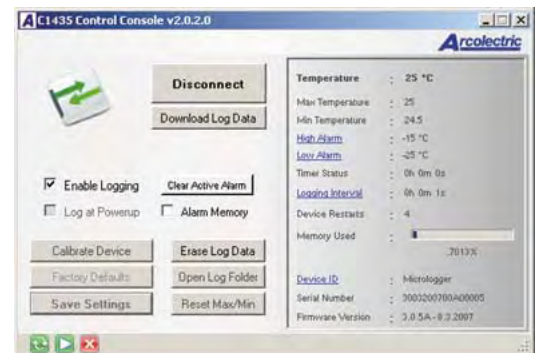 C1435 Control Console v2.0.2.0
Arcolectric
Disconnect
Download Log Data
Enable Logging
Clear Active Alarm
Log at Powerup
Alarm Memory
Calibrate Device
Erase Log Data
Factory Defaults
Open Log Folder
Save Settings
Reset Max/Min
Temperature : 25 °C
Max Temperature : 25
Min Temperature : 24.5
High Alarm : -15 °C
Low Alarm : -25 °C
Timer Status : 0h 0m 0s
Logging Interval : 0h 0m 1s
Device Restarts : 4
Memory Used :
.7013%
Device ID : Micrologger
Serial Number : 3003200700A00005
Firmware Version : 3.0.5A-9.3.2007